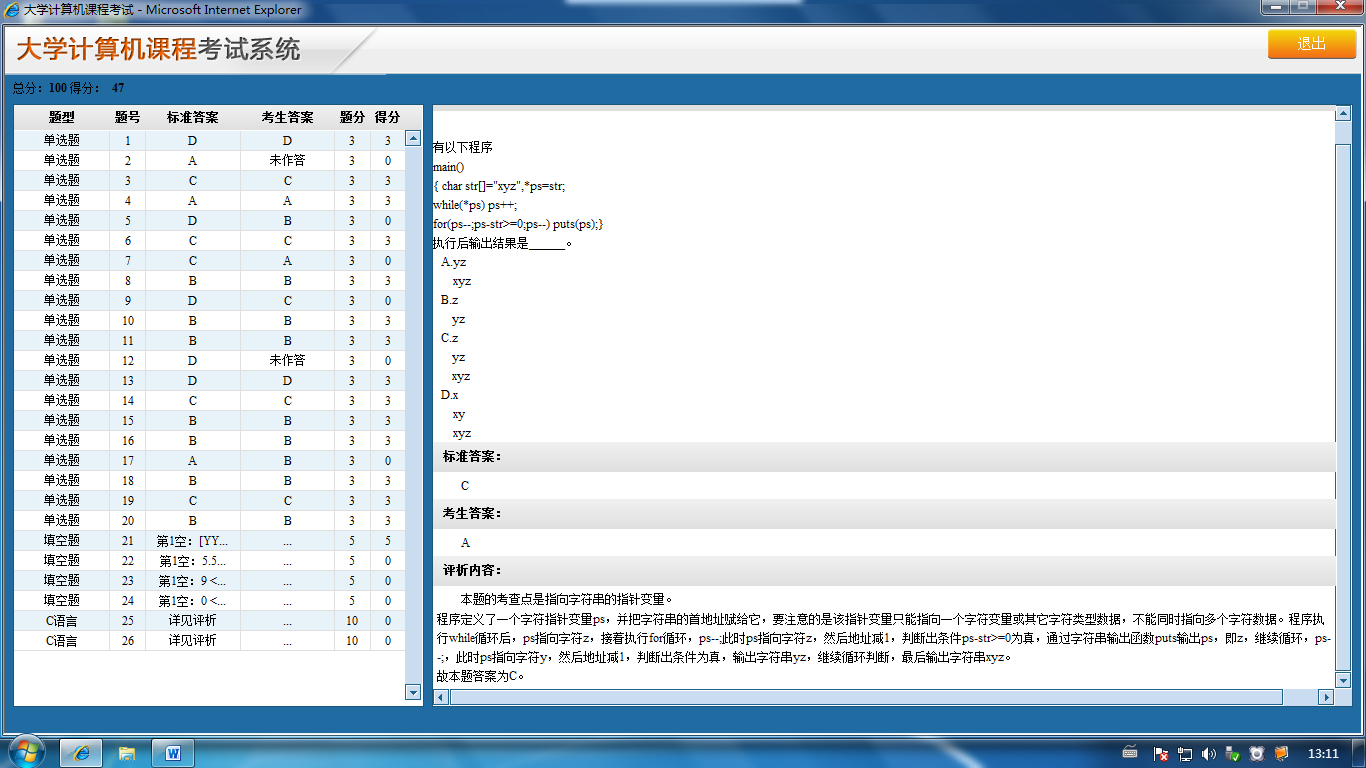 大学计算机课程考试 - Microsoft Internet Explorer
大学计算机课程考试系统
退出
总分：100 得分： 47
题型 题号 标准答案 考生答案 题分 得分
单选题 1 D D 3 3
单选题 2 A 未作答 3 0
单选题 3 C C 3 3
单选题 4 A A 3 3
单选题 5 D B 3 0
单选题 6 C C 3 3
单选题 7 C A 3 0
单选题 8 B B 3 3
单选题 9 D C 3 0
单选题 10 B B 3 3
单选题 11 B B 3 3
单选题 12 D 未作答 3 0
单选题 13 D D 3 3
单选题 14 C C 3 3
单选题 15 B B 3 3
单选题 16 B B 3 3
单选题 17 A B 3 0
单选题 18 B B 3 3
单选题 19 C C 3 3
单选题 20 B B 3 3
填空题 21 第1空：[YY... ... 5 5
填空题 22 第1空：5.5... ... 5 0
填空题 23 第1空：9 <... ... 5 0
填空题 24 第1空：0 <... ... 5 0
C语言 25 详见评析 ... 10 0
C语言 26 详见评析 ... 10 0
有以下程序
main()
{ char str[]="xyz",*ps=str;
while(*ps) ps++;
for(ps--;ps-str>=0;ps--) puts(ps);}
执行后输出结果是______。
A.yz
xyz
B.z
yz
C.z
yz
xyz
D.x
xy
xyz
标准答案：
C
考生答案：
A
评析内容：
本题的考查点是指向字符串的指针变量。
程序定义了一个字符指针变量ps，并把字符串的首地址賦给它，要注意的是该指针变量只能指向一个字符变量或其它字符类型数据，不能同时指向多个字符数据。程序执
行while循环后，ps指向字符z，接着执行for循环，ps--;此时ps指向字符z，然后地址减1，判断出条件ps-str>=0为真，通过字符串输出函数puts输出ps，即z，继续循环，ps-
-;，此时ps指向字符y，然后地址减1，判断出条件为真，输出字符串yz，继续循环判断，最后输出字符串xyz。
故本题答案为C。
13:11